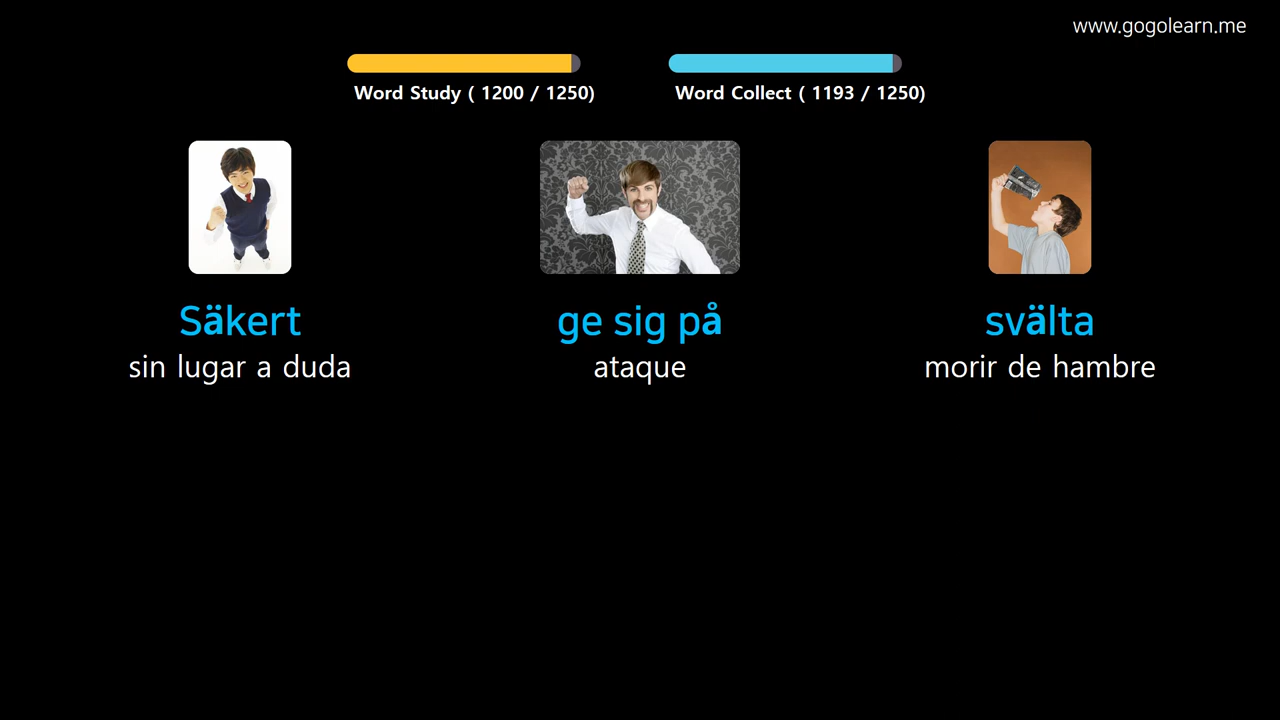 www.gogolearn.me
Word Study ( 1200 / 1250)
Word Collect ( 1193 / 1250)
Säkert
sin lugar a duda
ge sig på
ataque
svälta
morir de hambre